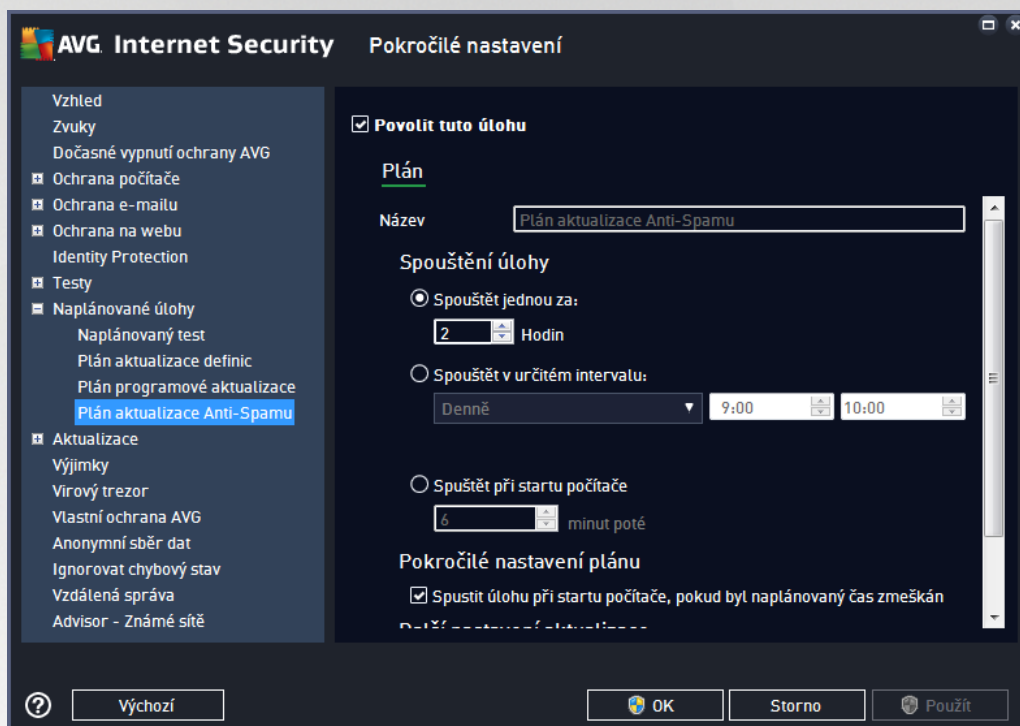 AVG. Internet Security Pokročilé nastavení
Vzhled
Zvuky
Dočasné vypnutí ochrany AVG
Ochrana počítače
Ochrana e-mailu
Ochrana na webu
Identity Protection
Testy
Naplánované úlohy
Naplánovaný test
Plán aktualizace definic
Plán programové aktualizace
Plán aktualizace Anti-Spamu
Aktualizace
Výjimky
Virový trezor
Vlastní ochrana AVG
Anonymní sběr dat
Ignorovat chybový stav
Vzdálená správa
Advisor - Známé sítě
Povolit tuto úlohu
Plán
Název Plán aktualizace Anti-Spamu
Spouštění úlohy
Spouštět jednou za:
2 Hodin
Spouštět v určitém intervalu:
Denně 9:00 10:00
Spuštět při startu počítače
6 minut poté
Pokročilé nastavení plánu
Spustit úlohu při startu počítače, pokud byl naplánovaný čas zmeškán
Další nastavení aktualizace
? Výchozí OK Storno Použít